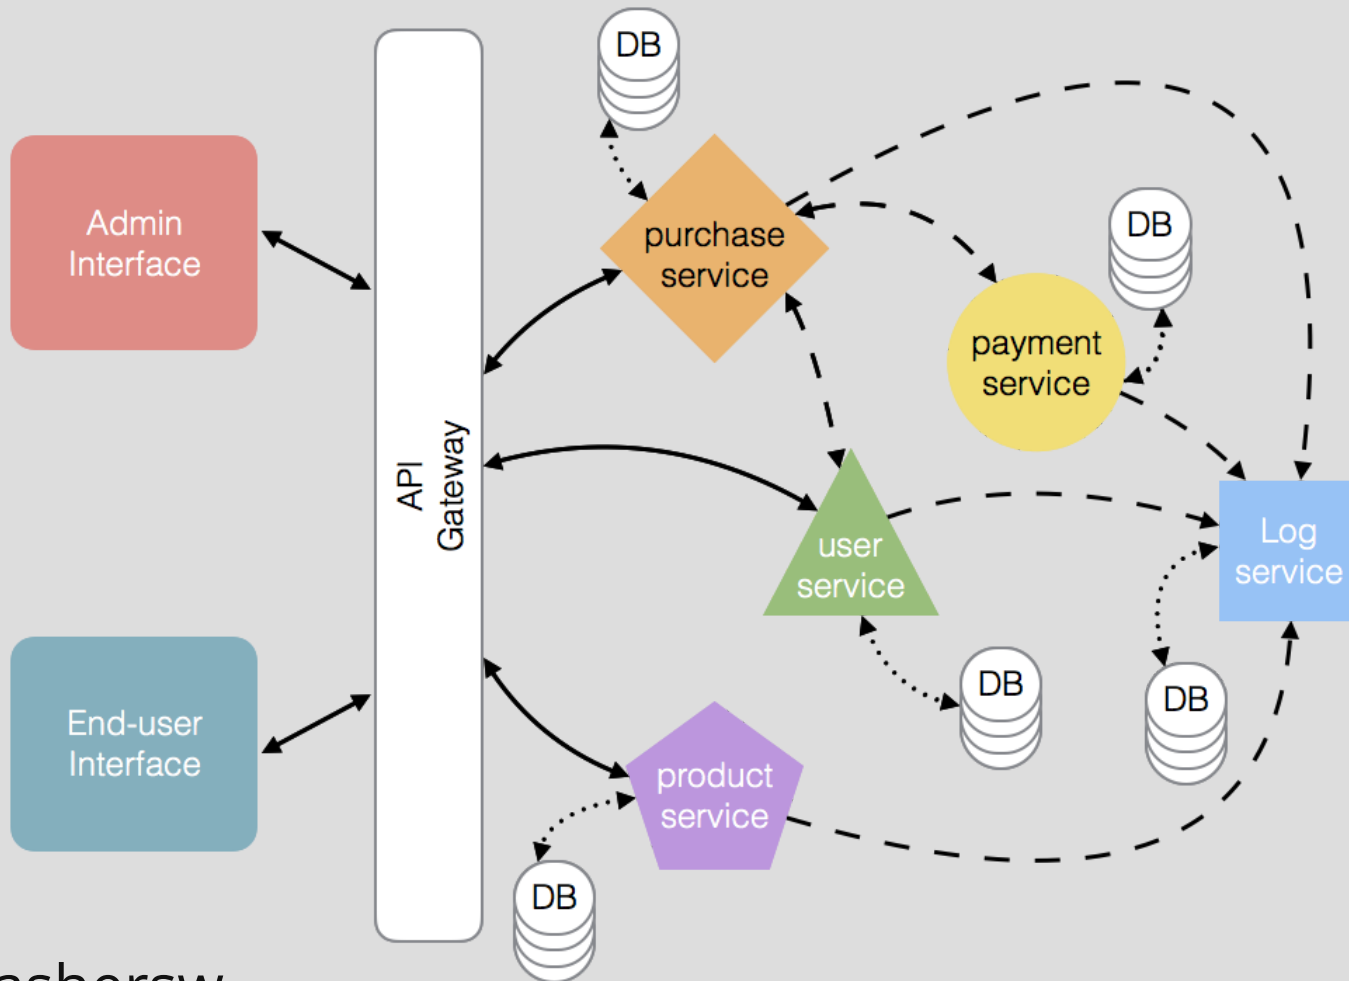 DB
Admin
Interface
purchase
service
DB
payment
service
API
Gateway
user
service
Log
service
End-user
Interface
product
service
DB
DB
DB
ashersw